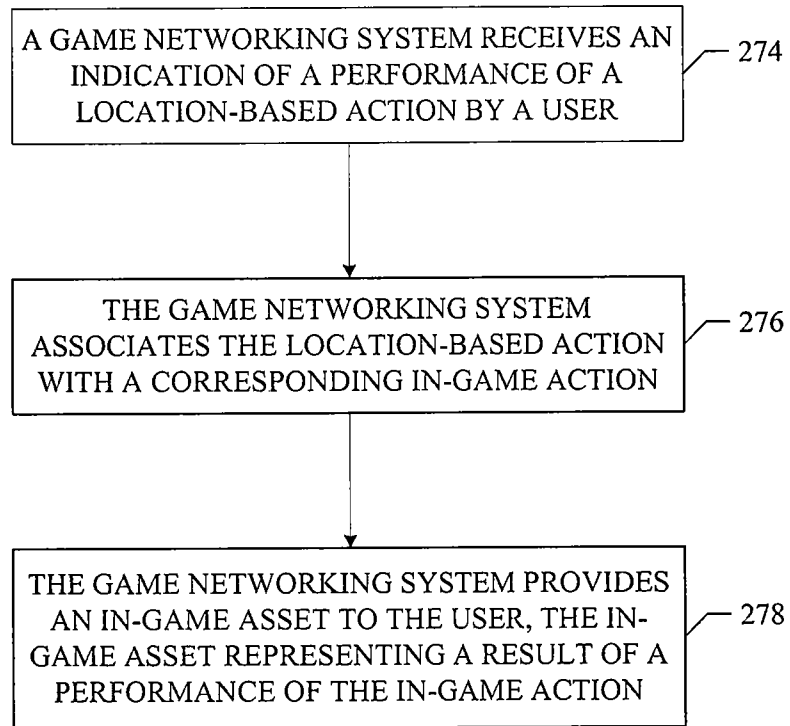 A GAME NETWORKING SYSTEM RECEIVES AN
INDICATION OF A PERFORMANCE OF A
LOCATION-BASED ACTION BY A USER
274
THE GAME NETWORKING SYSTEM
ASSOCIATES THE LOCATION-BASED ACTION
WITH A CORRESPONDING IN-GAME ACTION
276
THE GAME NETWORKING SYSTEM PROVIDES
AN IN-GAME ASSET TO THE USER, THE IN-
GAME ASSET REPRESENTING A RESULT OF A
PERFORMANCE OF THE IN-GAME ACTION
278